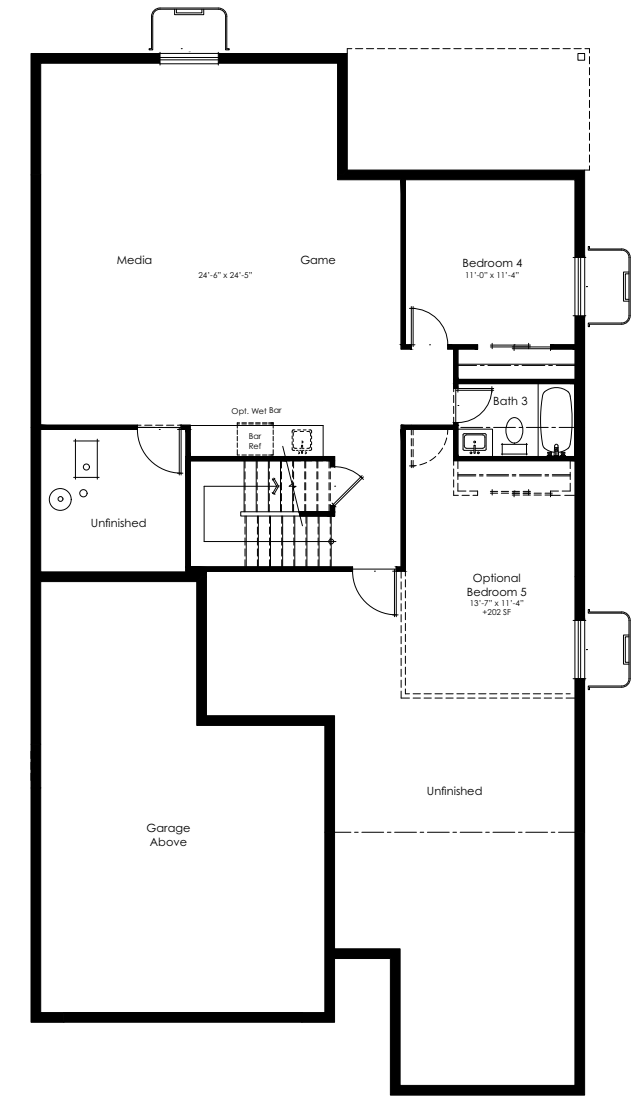 Media
Game
24'-6" x 24'-5"
Bedroom 4
11'-0" x 11'-4"
Bath 3
Opt. Wet Bar
Bar
Ref
Unfinished
Optional
Bedroom 5
13'-7" x 11'-4"
+202 SF
Unfinished
Garage
Above